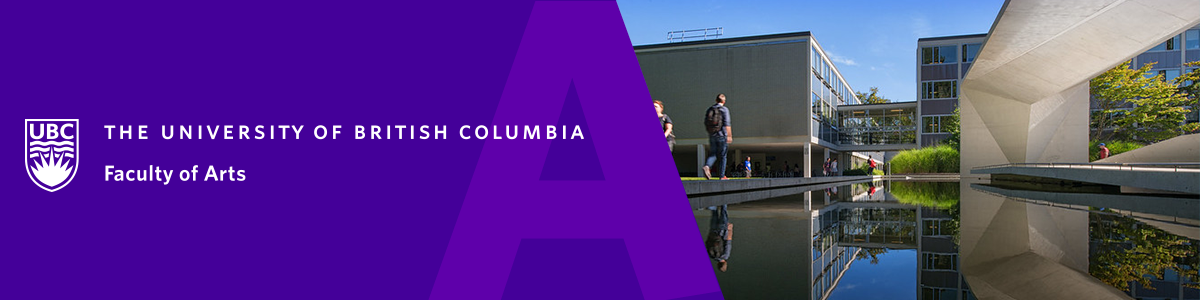 UBC
THE UNIVERSITY OF BRITISH COLUMBIA
Faculty of Arts
A